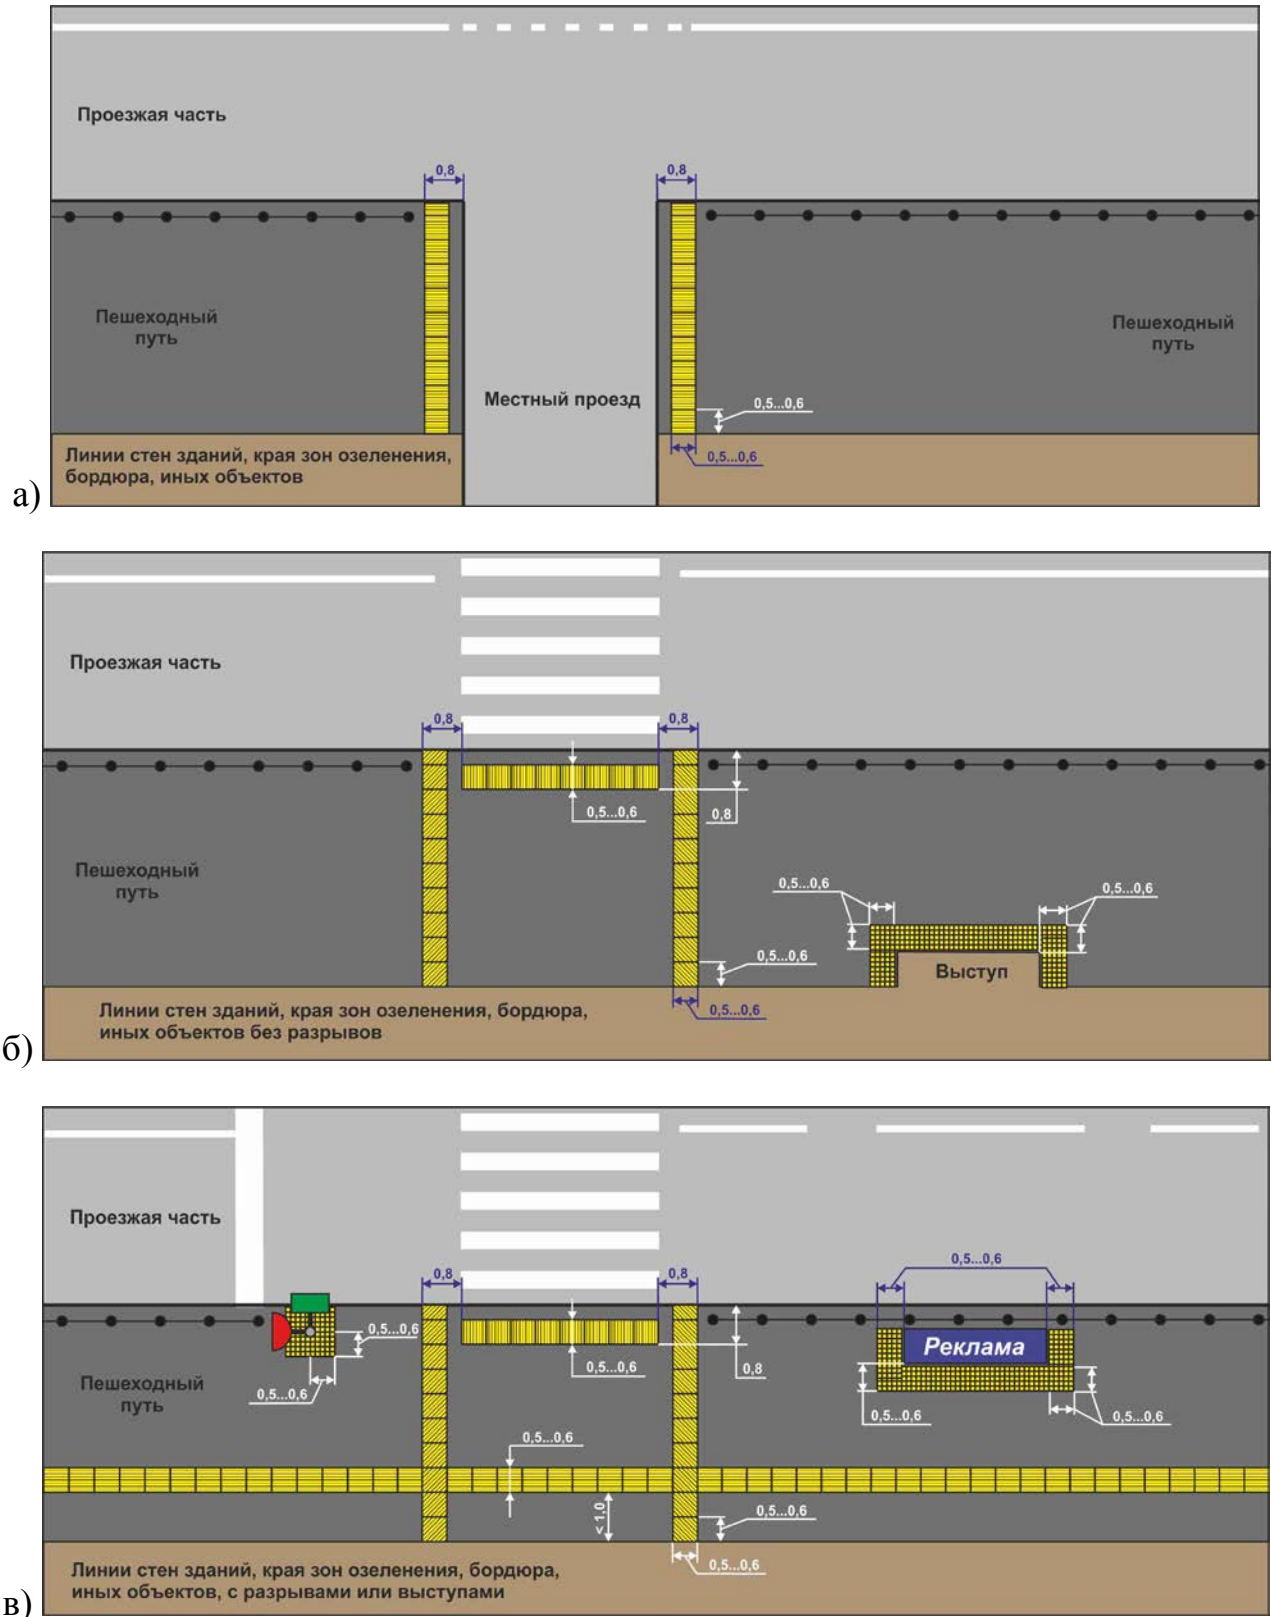 0,8
0,8
Проезжая часть
Пешеходный
путь
Пешеходный
путь
Местный проезд
0,5...0,6
Линии стен зданий, края зон озеленения,
бордюра, иных объектов
0,5...0,6
а)
Проезжая часть
0,8
0,8
0,5...0,6
0,8
Пешеходный
путь
0,5...0,6
0,5...0,6
0,5...0,6
Выступ
Линии стен зданий, края зон озеленения, бордюра,
иных объектов без разрывов
0,5...0,6
б)
Проезжая часть
0,8
0,8
0,5...0,6
0,5...0,6
Реклама
0,5...0,6
0,8
Пешеходный
путь
0,5...0,6
0,5...0,6
0,5...0,6
0,5...0,6
< 1,0
0,5...0,6
Линии стен зданий, края зон озеленения, бордюра,
иных объектов, с разрывами или выступами
0,5...0,6
в)